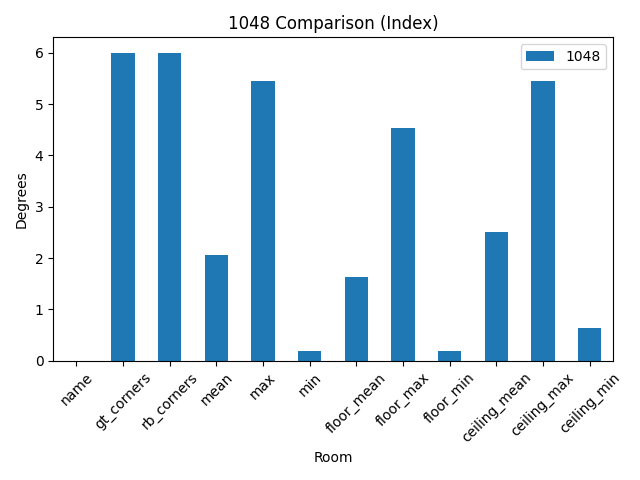 1048 Comparison (Index)
1048
Degrees
6
5
4
3
2
1
0
name
gt_corners
rb_corners
mean
max
min
floor_mean
floor_max
floor_min
ceiling_mean
ceiling_max
ceiling_min
Room